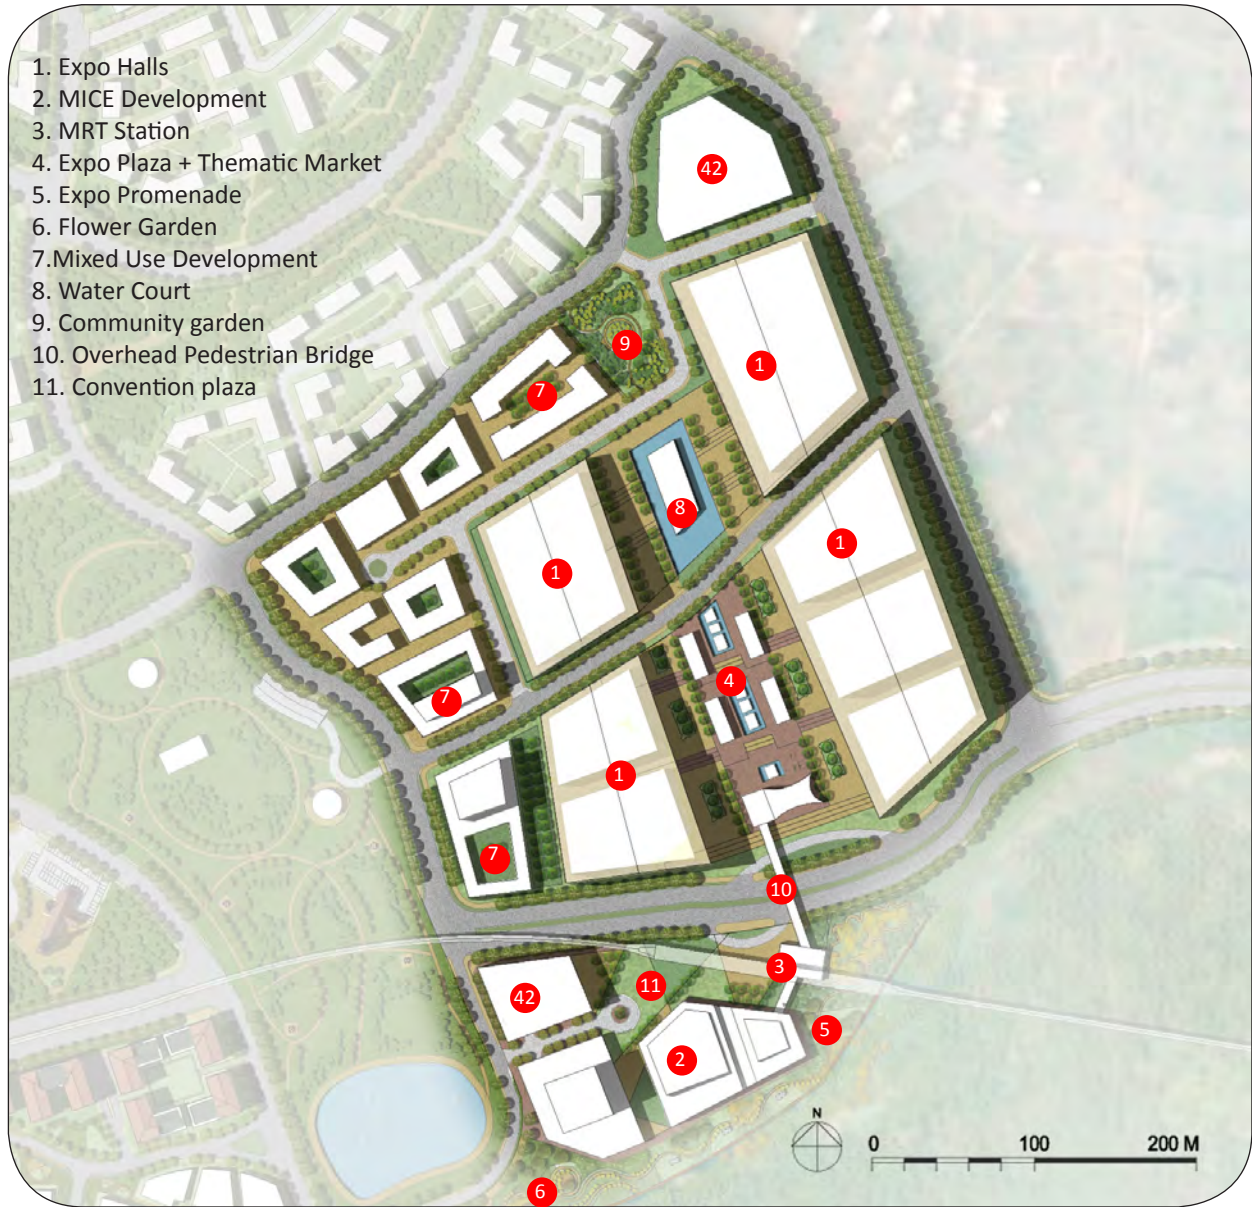 1. Expo Halls
2. MICE Development
3. MRT Station
4. Expo Plaza + Thematic Market
5. Expo Promenade
6. Flower Garden
7.Mixed Use Development
8. Water Court
9. Community garden
10. Overhead Pedestrian Bridge
11. Convention plaza
42
9
1
7
8
1
1
4
7
1
7
10
3
11
42
5
2
6
N
0 100 200 M